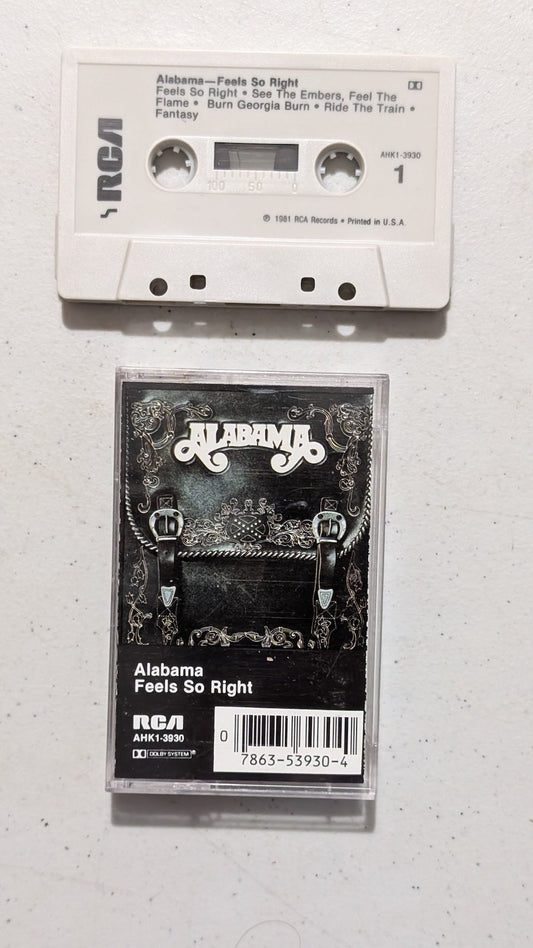 Alabama—Feels So Right
Feels So Right • See The Embers, Feel The
Flame • Burn Georgia Burn • Ride The Train •
Fantasy
RCA
AHK1-3930
1
100 50 0
℗ 1981 RCA Records • Printed in U.S.A.
ALABAMA
Alabama
Feels So Right
RCA
AHK1-3930
DOLBY SYSTEM®
0 7863-53930-4